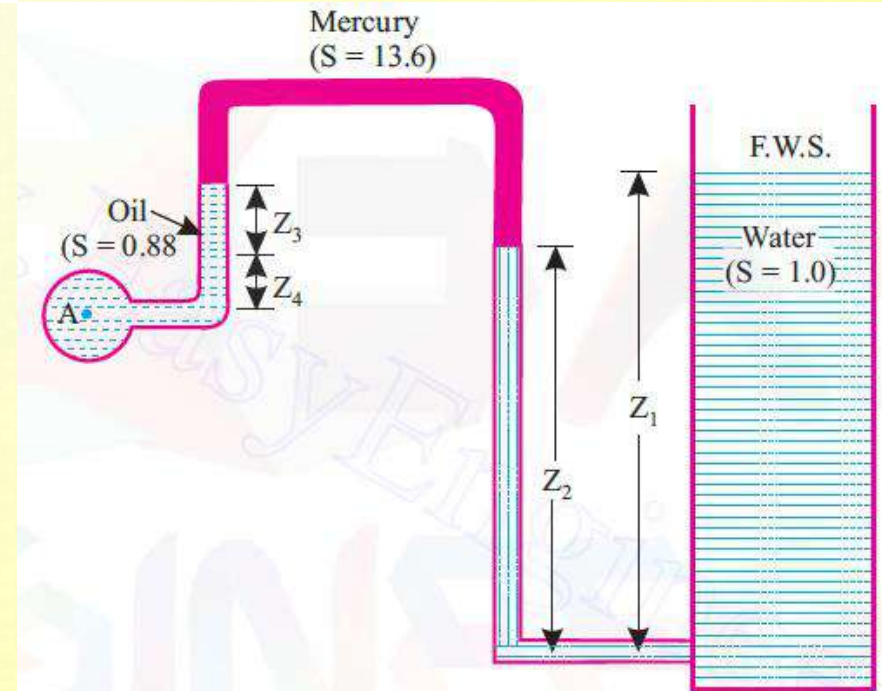 Mercury
(S = 13.6)
F.W.S.
Oil
(S = 0.88
Z₃
Water
(S = 1.0)
Z₄
A
Z₁
Z₂